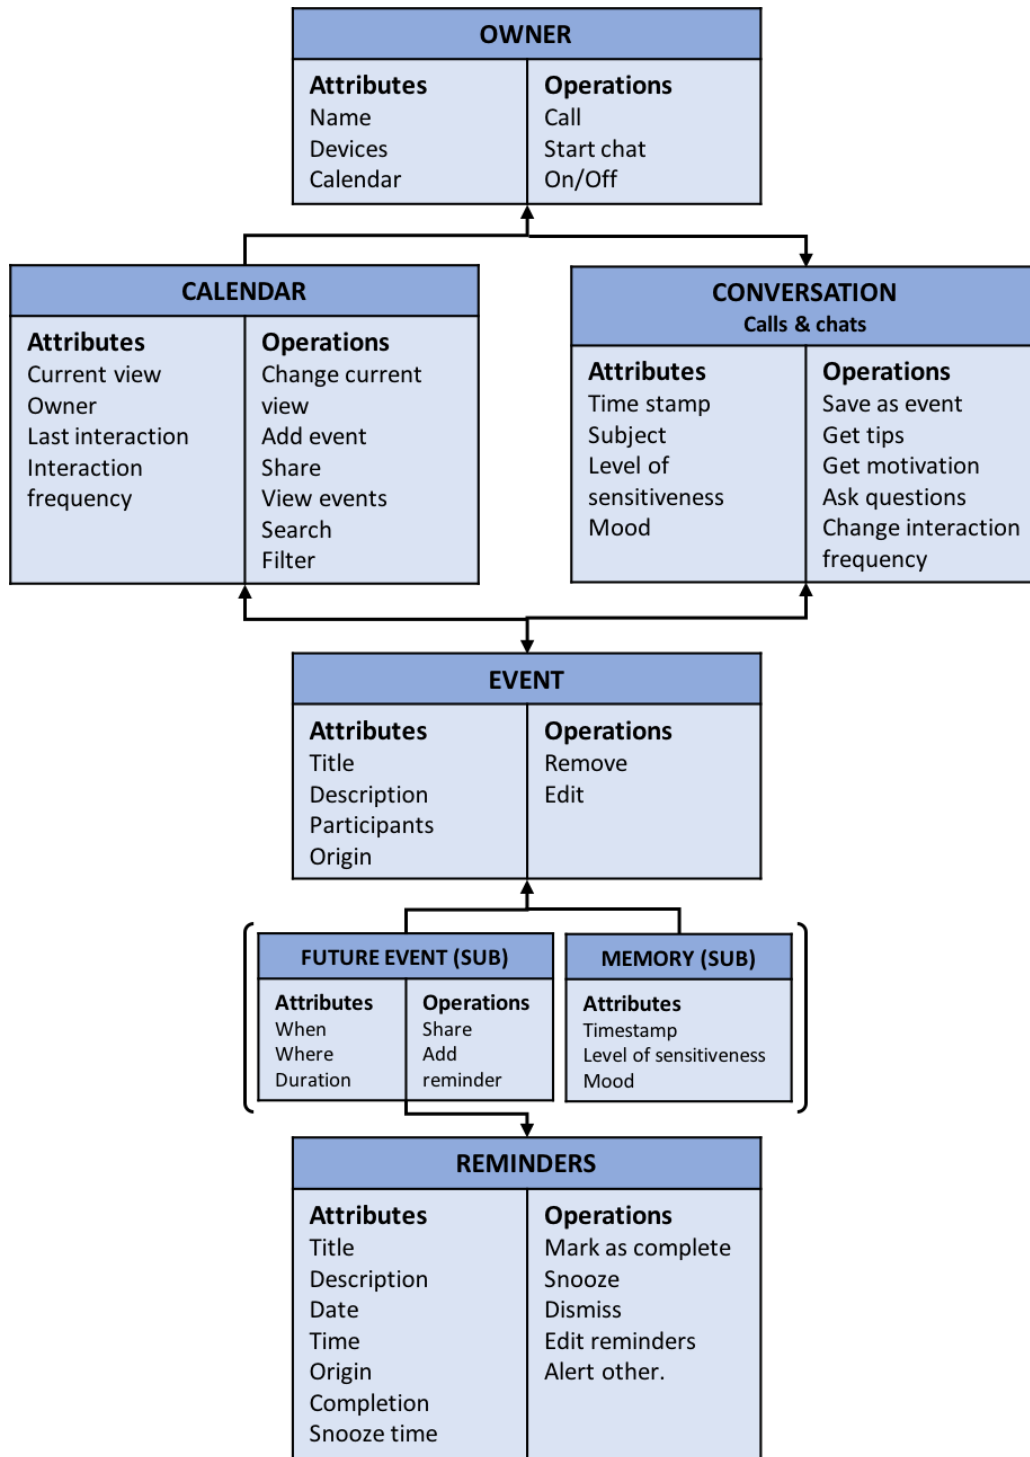 OWNER
Attributes
Name
Devices
Calendar
Operations
Call
Start chat
On/Off
CALENDAR
Attributes
Current view
Owner
Last interaction
Interaction
frequency
Operations
Change current
view
Add event
Share
View events
Search
Filter
CONVERSATION
Calls & chats
Attributes
Time stamp
Subject
Level of
sensitiveness
Mood
Operations
Save as event
Get tips
Get motivation
Ask questions
Change interaction
frequency
EVENT
Attributes
Title
Description
Participants
Origin
Operations
Remove
Edit
FUTURE EVENT (SUB)
Attributes
When
Where
Duration
Operations
Share
Add
reminder
MEMORY (SUB)
Attributes
Timestamp
Level of sensitiveness
Mood
REMINDERS
Attributes
Title
Description
Date
Time
Origin
Completion
Snooze time
Operations
Mark as complete
Snooze
Dismiss
Edit reminders
Alert other.